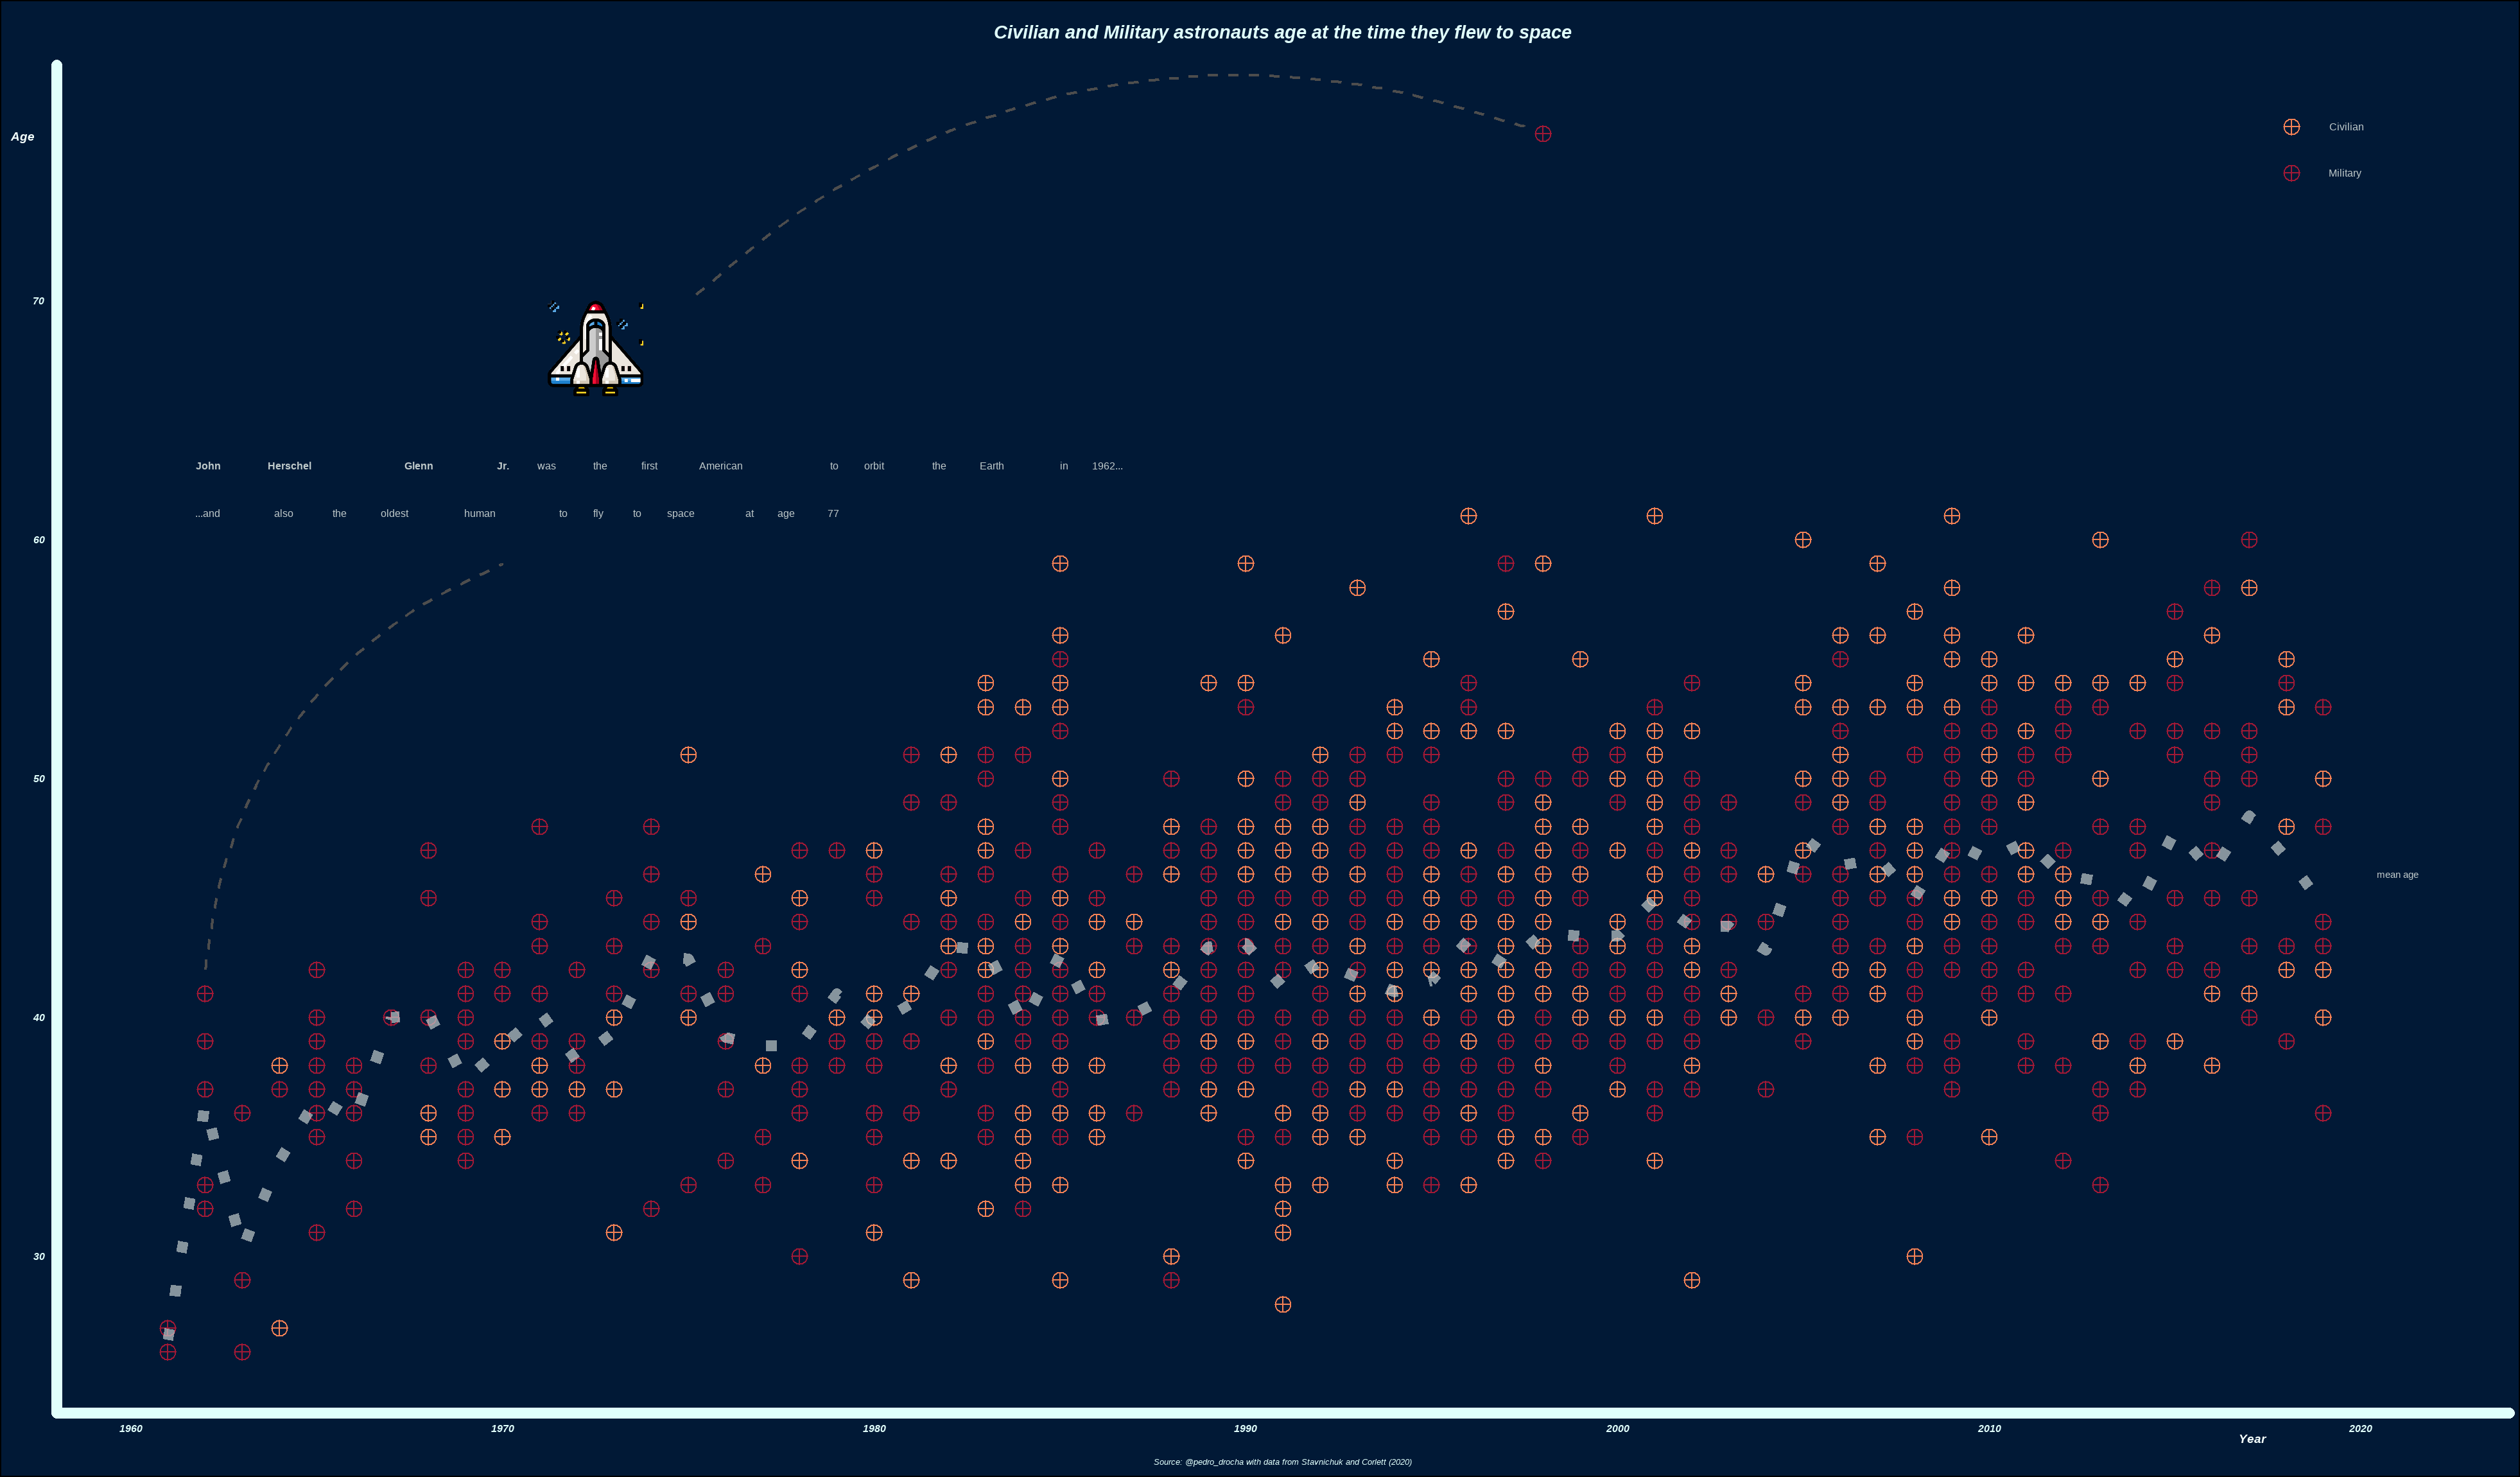 Civilian and Military astronauts age at the time they flew to space
Age
Civilian
Military
70
John Herschel Glenn Jr. was the first American to orbit the Earth in 1962...
...and also the oldest human to fly to space at age 77
60
50
mean age
40
30
1960 1970 1980 1990 2000 2010 2020
Year
Source: @pedro_drocha with data from Stavnichuk and Corlett (2020)